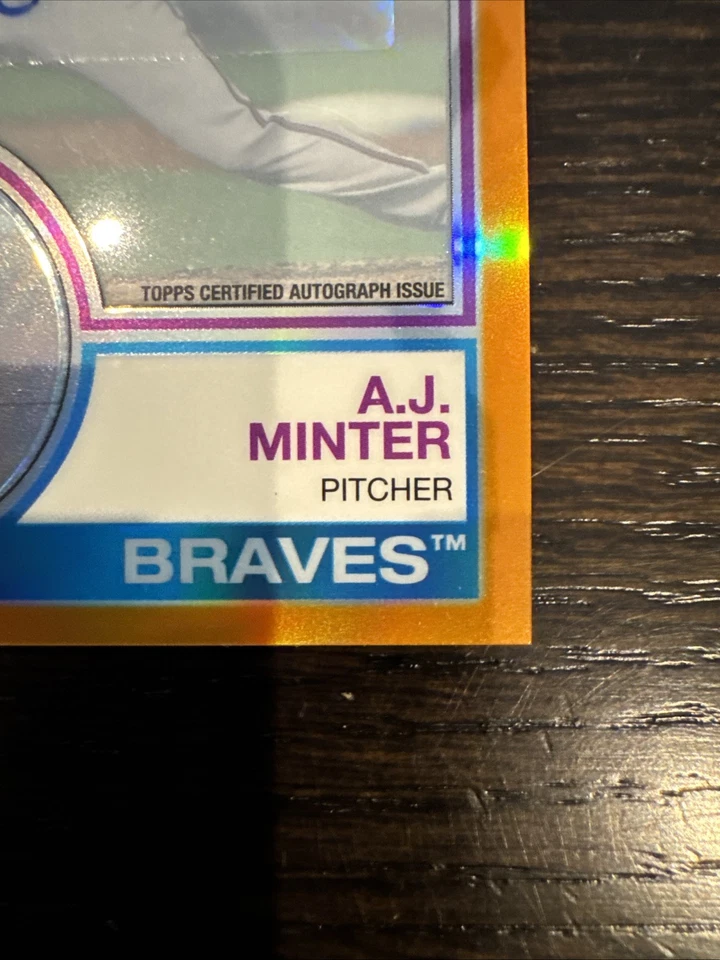 TOPPS CERTIFIED AUTOGRAPH ISSUE
A.J.
MINTER
PITCHER
BRAVES™